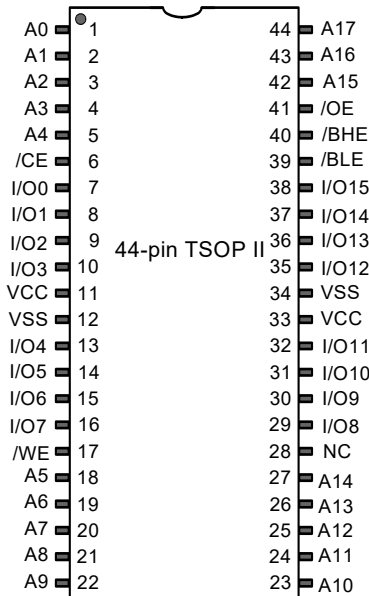 A0 1 44 A17
A1 2 43 A16
A2 3 42 A15
A3 4 41 /OE
A4 5 40 /BHE
/CE 6 39 /BLE
I/O0 7 38 I/O15
I/O1 8 37 I/O14
I/O2 9 44-pin TSOP II 36 I/O13
I/O3 10 35 I/O12
VCC 11 34 VSS
VSS 12 33 VCC
I/O4 13 32 I/O11
I/O5 14 31 I/O10
I/O6 15 30 I/O9
I/O7 16 29 I/O8
/WE 17 28 NC
A5 18 27 A14
A6 19 26 A13
A7 20 25 A12
A8 21 24 A11
A9 22 23 A10